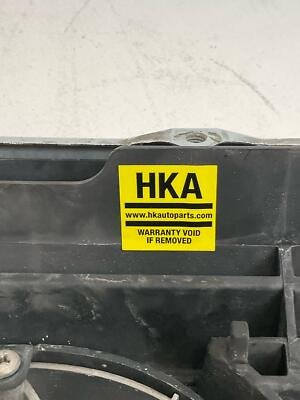 HKA
www.hkautoparts.com
WARRANTY VOID
IF REMOVED